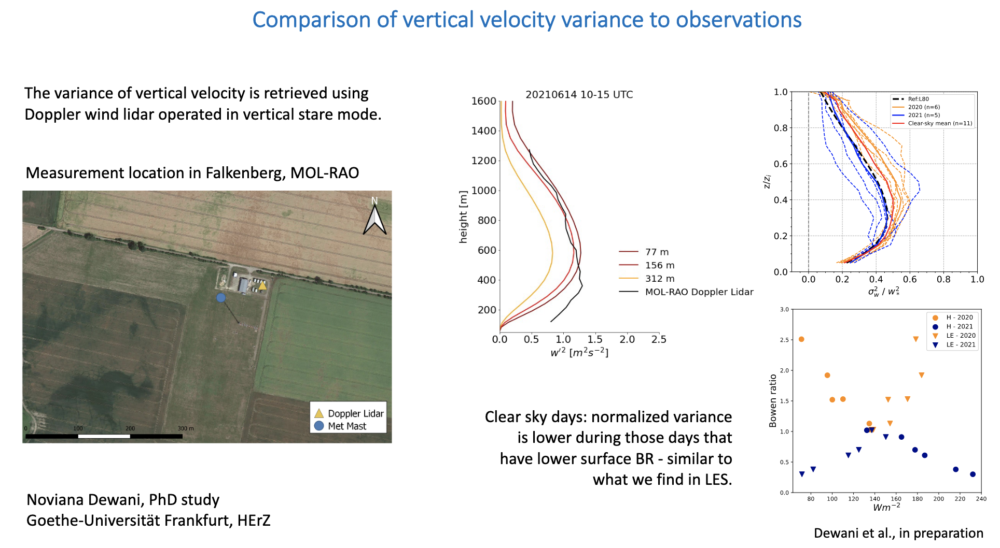 Comparison of vertical velocity variance to observations
The variance of vertical velocity is retrieved using
Doppler wind lidar operated in vertical stare mode.
Measurement location in Falkenberg, MOL-RAO
N
0 100 200 300 m
Doppler Lidar
Met Mast
Noviana Dewani, PhD study
Goethe-Universität Frankfurt, HErZ
20210614 10-15 UTC
1600
1400
1200
1000
800
600
400
200
height [m]
0.0 0.5 1.0 1.5 2.0 2.5
w′² [m²s⁻²]
77 m
156 m
312 m
MOL-RAO Doppler Lidar
Clear sky days: normalized variance
is lower during those days that
have lower surface BR - similar to
what we find in LES.
1.0
0.8
0.6
0.4
0.2
0.0
z/zᵢ
Ref:L80
2020 (n=6)
2021 (n=5)
Clear-sky mean (n=11)
0.0 0.2 0.4 0.6 0.8 1.0
σ²_w / w²_*
3.0
2.5
2.0
1.5
1.0
0.5
0.0
Bowen ratio
H - 2020
H - 2021
LE - 2020
LE - 2021
80 100 120 140 160 180 200 220 240
Wm⁻²
Dewani et al., in preparation